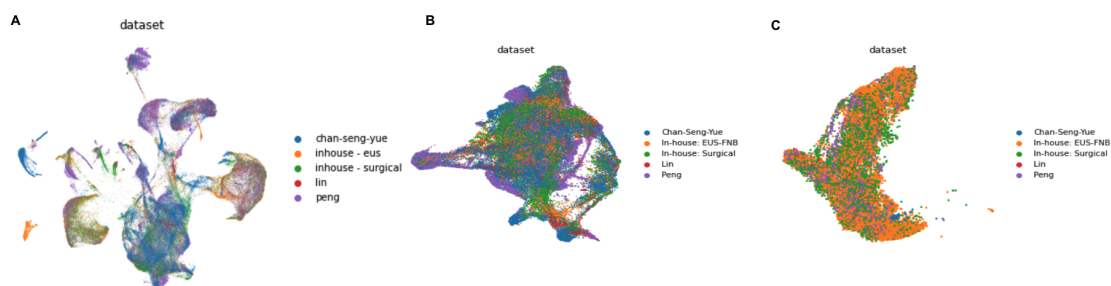 A
dataset
chan-seng-yue
inhouse - eus
inhouse - surgical
lin
peng
B
dataset
Chan-Seng-Yue
In-house: EUS-FNB
In-house: Surgical
Lin
Peng
C
dataset
Chan-Seng-Yue
In-house: EUS-FNB
In-house: Surgical
Lin
Peng